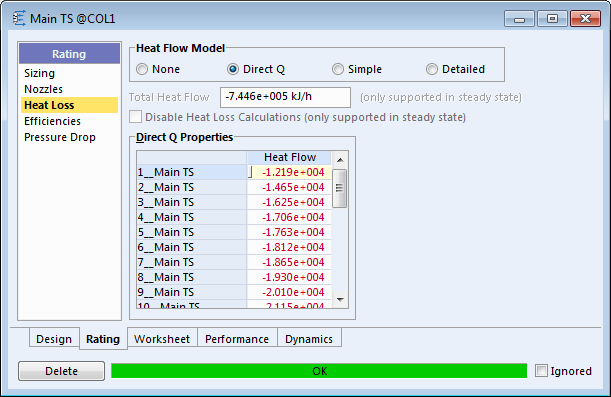 Main TS @COL1
Rating
Sizing
Nozzles
Heat Loss
Efficiencies
Pressure Drop
Heat Flow Model
None Direct Q Simple Detailed
Total Heat Flow -7.446e+005 kJ/h (only supported in steady state)
Disable Heat Loss Calculations (only supported in steady state)
Direct Q Properties
Heat Flow
1__Main TS -1.219e+004
2__Main TS -1.465e+004
3__Main TS -1.625e+004
4__Main TS -1.706e+004
5__Main TS -1.763e+004
6__Main TS -1.812e+004
7__Main TS -1.865e+004
8__Main TS -1.930e+004
9__Main TS -2.010e+004
10__Main TS -2.115e+004
Design Rating Worksheet Performance Dynamics
Delete OK Ignored